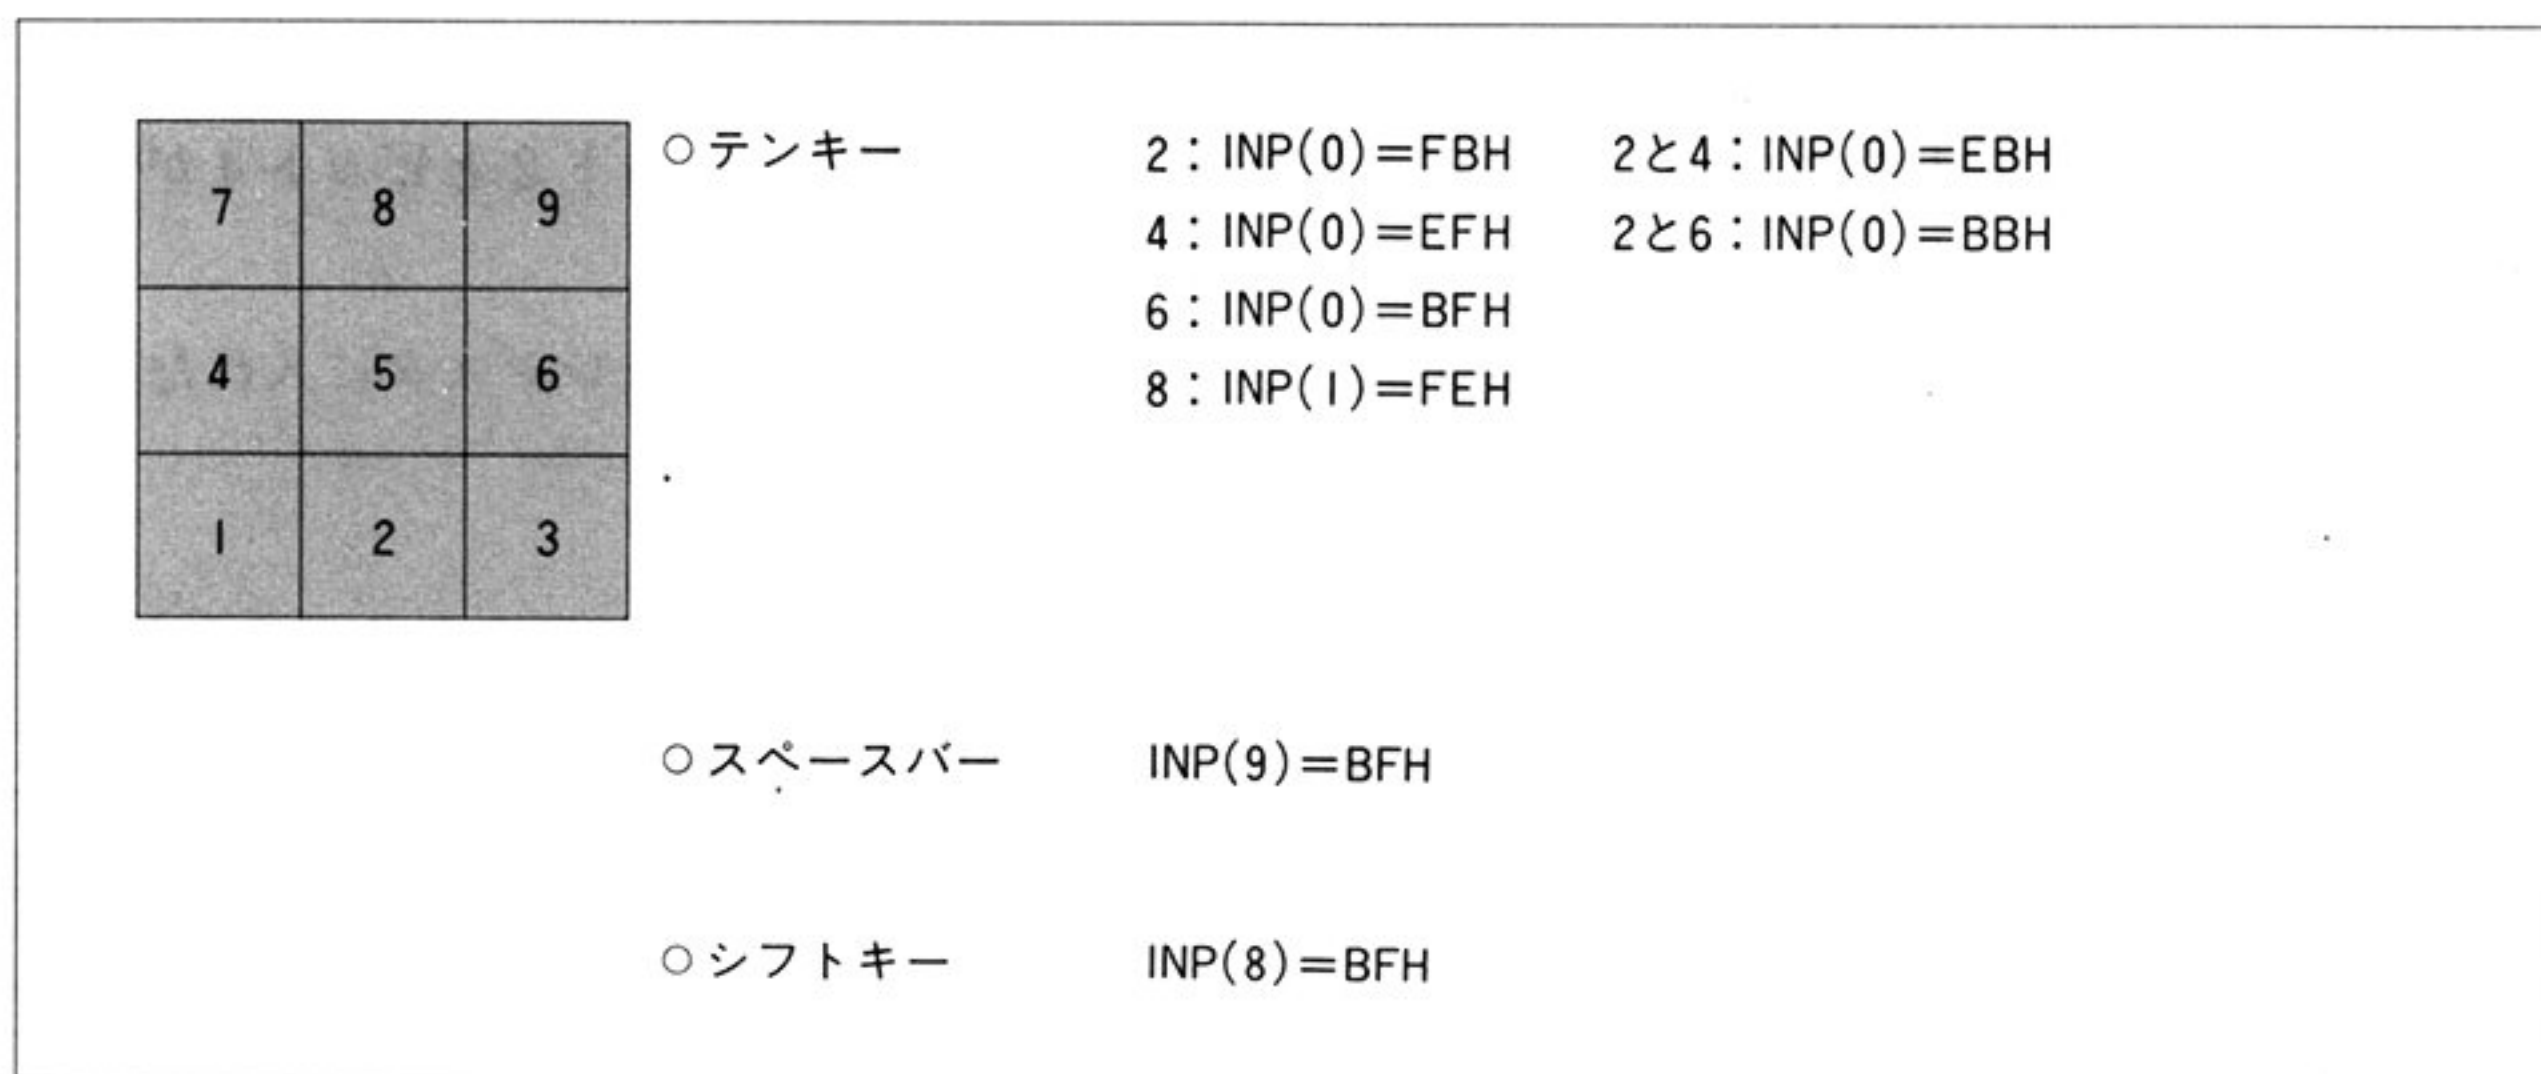 7 8 9
4 5 6
1 2 3
○テンキー
2：INP(0)=FBH 2と4：INP(0)=EBH
4：INP(0)=EFH 2と6：INP(0)=BBH
6：INP(0)=BFH
8：INP(1)=FEH
○スペースバー INP(9)=BFH
○シフトキー INP(8)=BFH